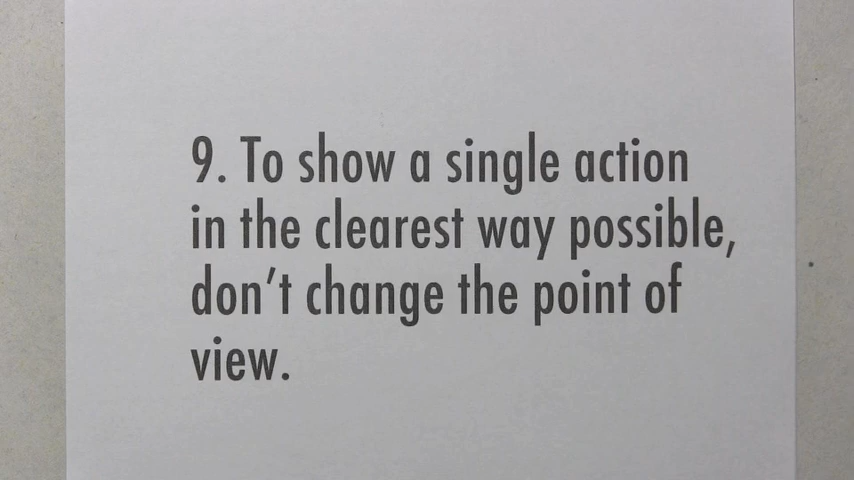 9. To show a single action
in the clearest way possible,
don’t change the point of
view.